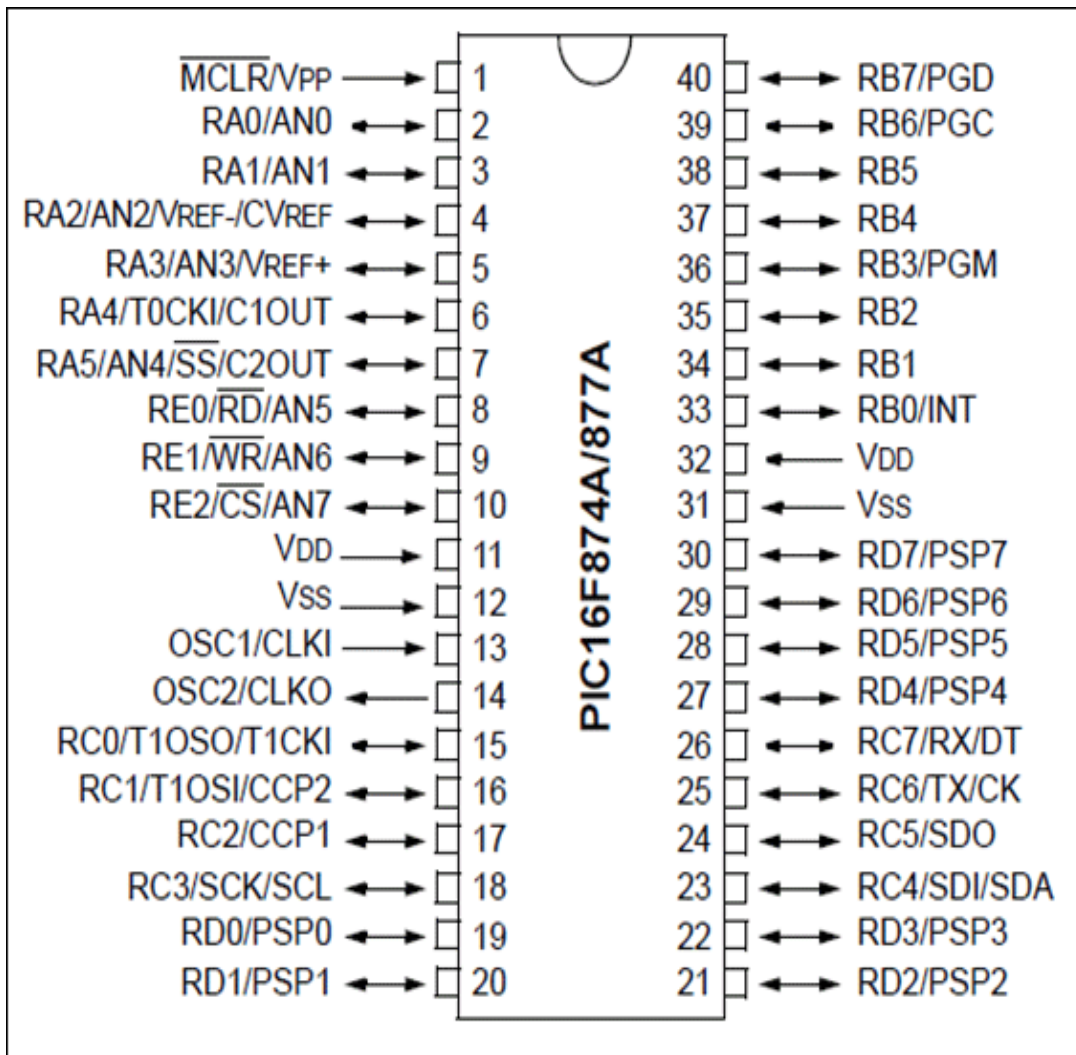 MCLR/VPP 1
RA0/AN0 2
RA1/AN1 3
RA2/AN2/VREF-/CVREF 4
RA3/AN3/VREF+ 5
RA4/T0CKI/C1OUT 6
RA5/AN4/SS/C2OUT 7
RE0/RD/AN5 8
RE1/WR/AN6 9
RE2/CS/AN7 10
VDD 11
VSS 12
OSC1/CLKI 13
OSC2/CLKO 14
RC0/T1OSO/T1CKI 15
RC1/T1OSI/CCP2 16
RC2/CCP1 17
RC3/SCK/SCL 18
RD0/PSP0 19
RD1/PSP1 20
PIC16F874A/877A
40 RB7/PGD
39 RB6/PGC
38 RB5
37 RB4
36 RB3/PGM
35 RB2
34 RB1
33 RB0/INT
32 VDD
31 VSS
30 RD7/PSP7
29 RD6/PSP6
28 RD5/PSP5
27 RD4/PSP4
26 RC7/RX/DT
25 RC6/TX/CK
24 RC5/SDO
23 RC4/SDI/SDA
22 RD3/PSP3
21 RD2/PSP2